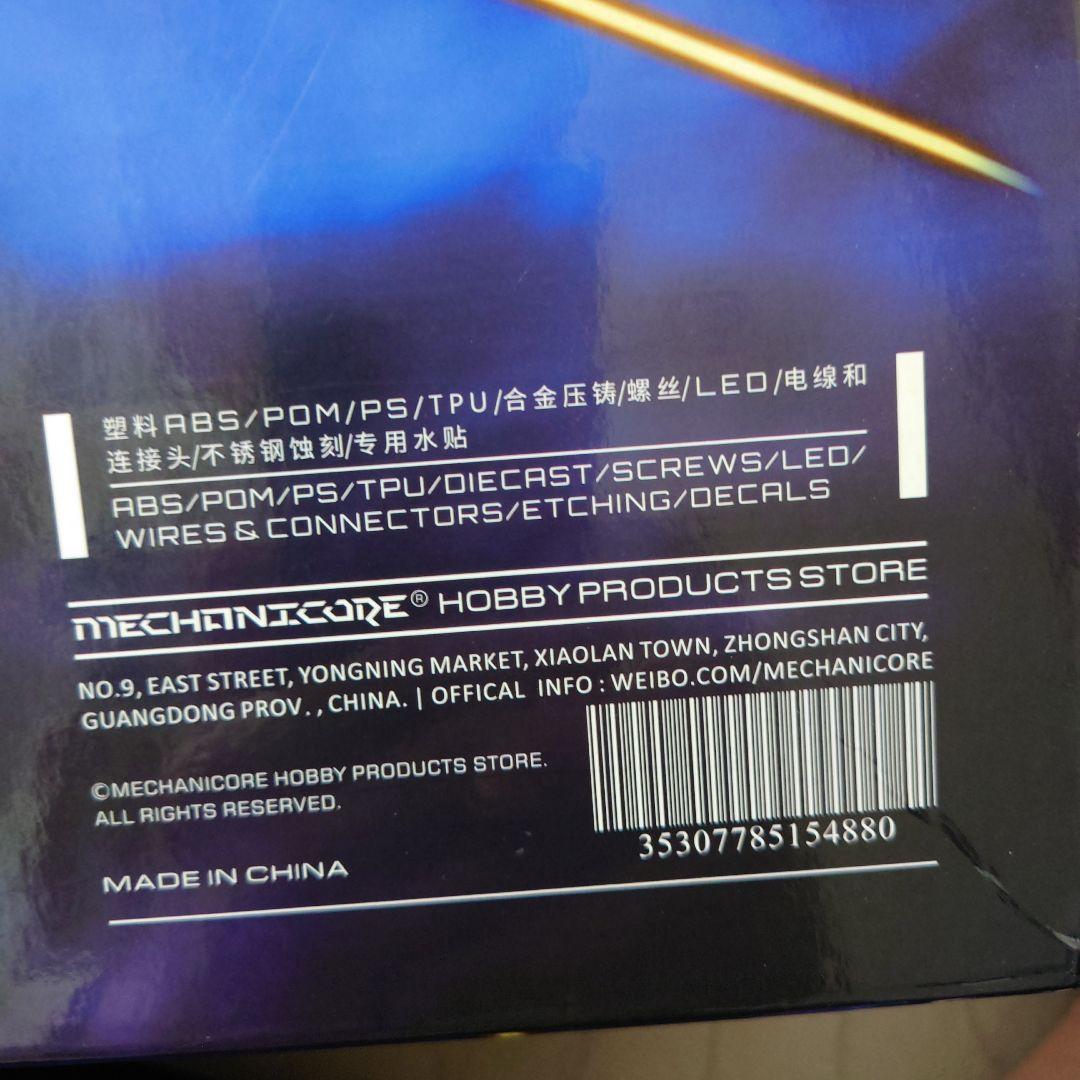 塑料ABS/POM/PS/TPU/合金压铸/螺丝/LED/电缐和
连接头/不锈钢蚀刻/专用水贴
ABS/POM/PS/TPU/DIECAST/SCREWS/LED/
WIRES & CONNECTORS/ETCHING/DECALS
MECHANICORE® HOBBY PRODUCTS STORE
NO.9, EAST STREET, YONGNING MARKET, XIAOLAN TOWN, ZHONGSHAN CITY,
GUANGDONG PROV. , CHINA. | OFFICAL INFO : WEIBO.COM/MECHANICORE
©MECHANICORE HOBBY PRODUCTS STORE.
ALL RIGHTS RESERVED.
35307785154880
MADE IN CHINA